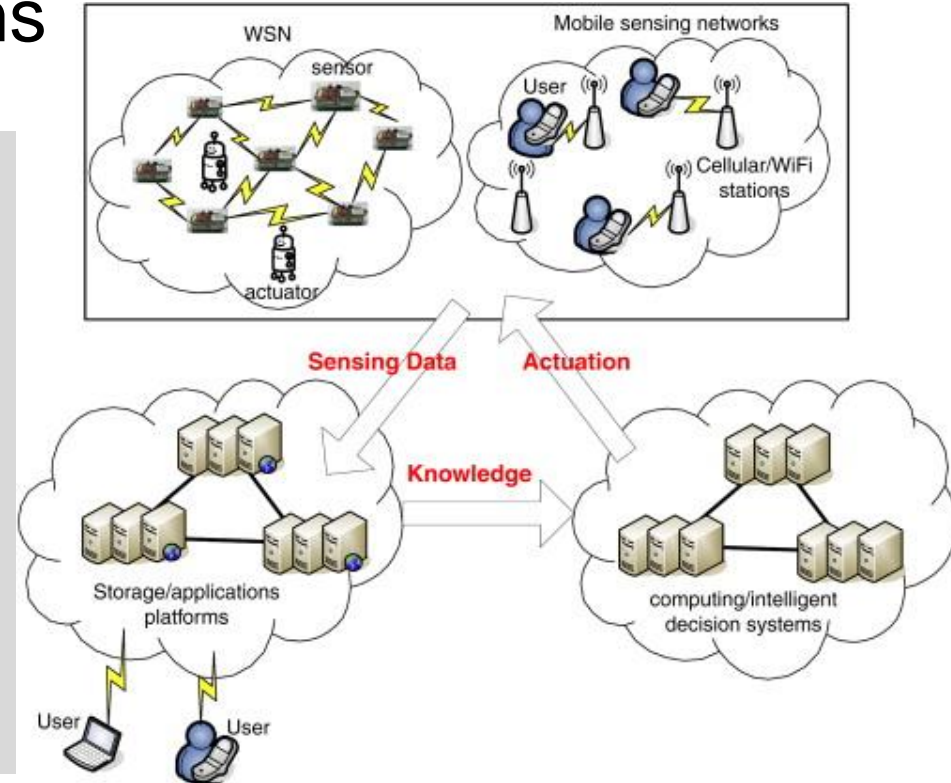 ns
WSN
Mobile sensing networks
sensor
User
Cellular/WiFi
stations
actuator
Sensing Data
Actuation
Knowledge
Storage/applications
platforms
computing/intelligent
decision systems
User
User